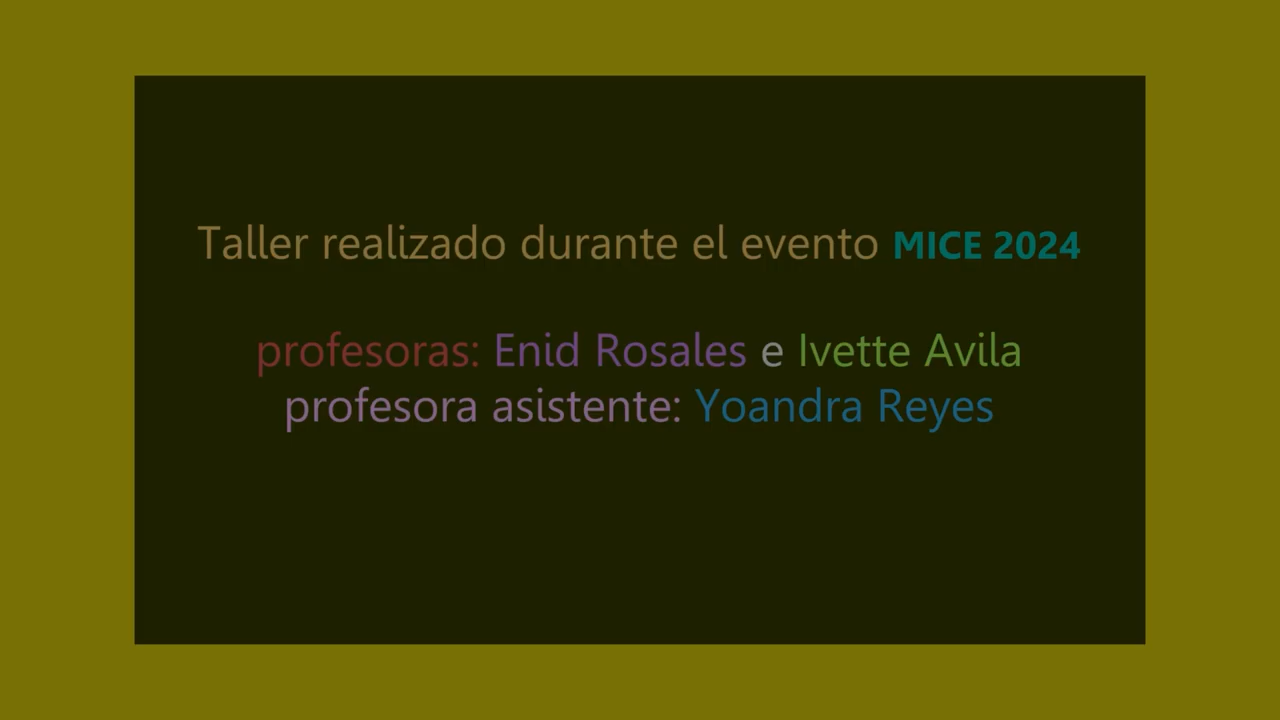 Taller realizado durante el evento MICE 2024
profesoras: Enid Rosales e Ivette Avila
profesora asistente: Yoandra Reyes